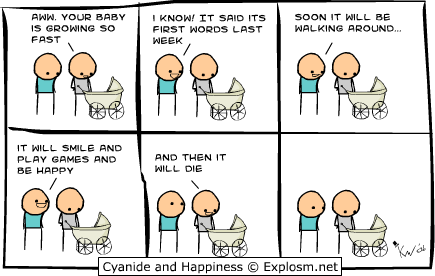 AWW. YOUR BABY
IS GROWING SO
FAST
I KNOW! IT SAID ITS
FIRST WORDS LAST
WEEK
SOON IT WILL BE
WALKING AROUND...
IT WILL SMILE AND
PLAY GAMES AND
BE HAPPY
AND THEN IT
WILL DIE
Cyanide and Happiness © Explosm.net